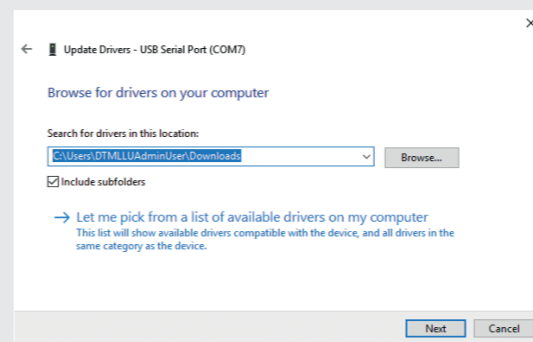 Update Drivers - USB Serial Port (COM7)
Browse for drivers on your computer
Search for drivers in this location:
C:\Users\DTMLLUAdminUser\Downloads
Browse...
Include subfolders
Let me pick from a list of available drivers on my computer
This list will show available drivers compatible with the device, and all drivers in the
same category as the device.
Next
Cancel